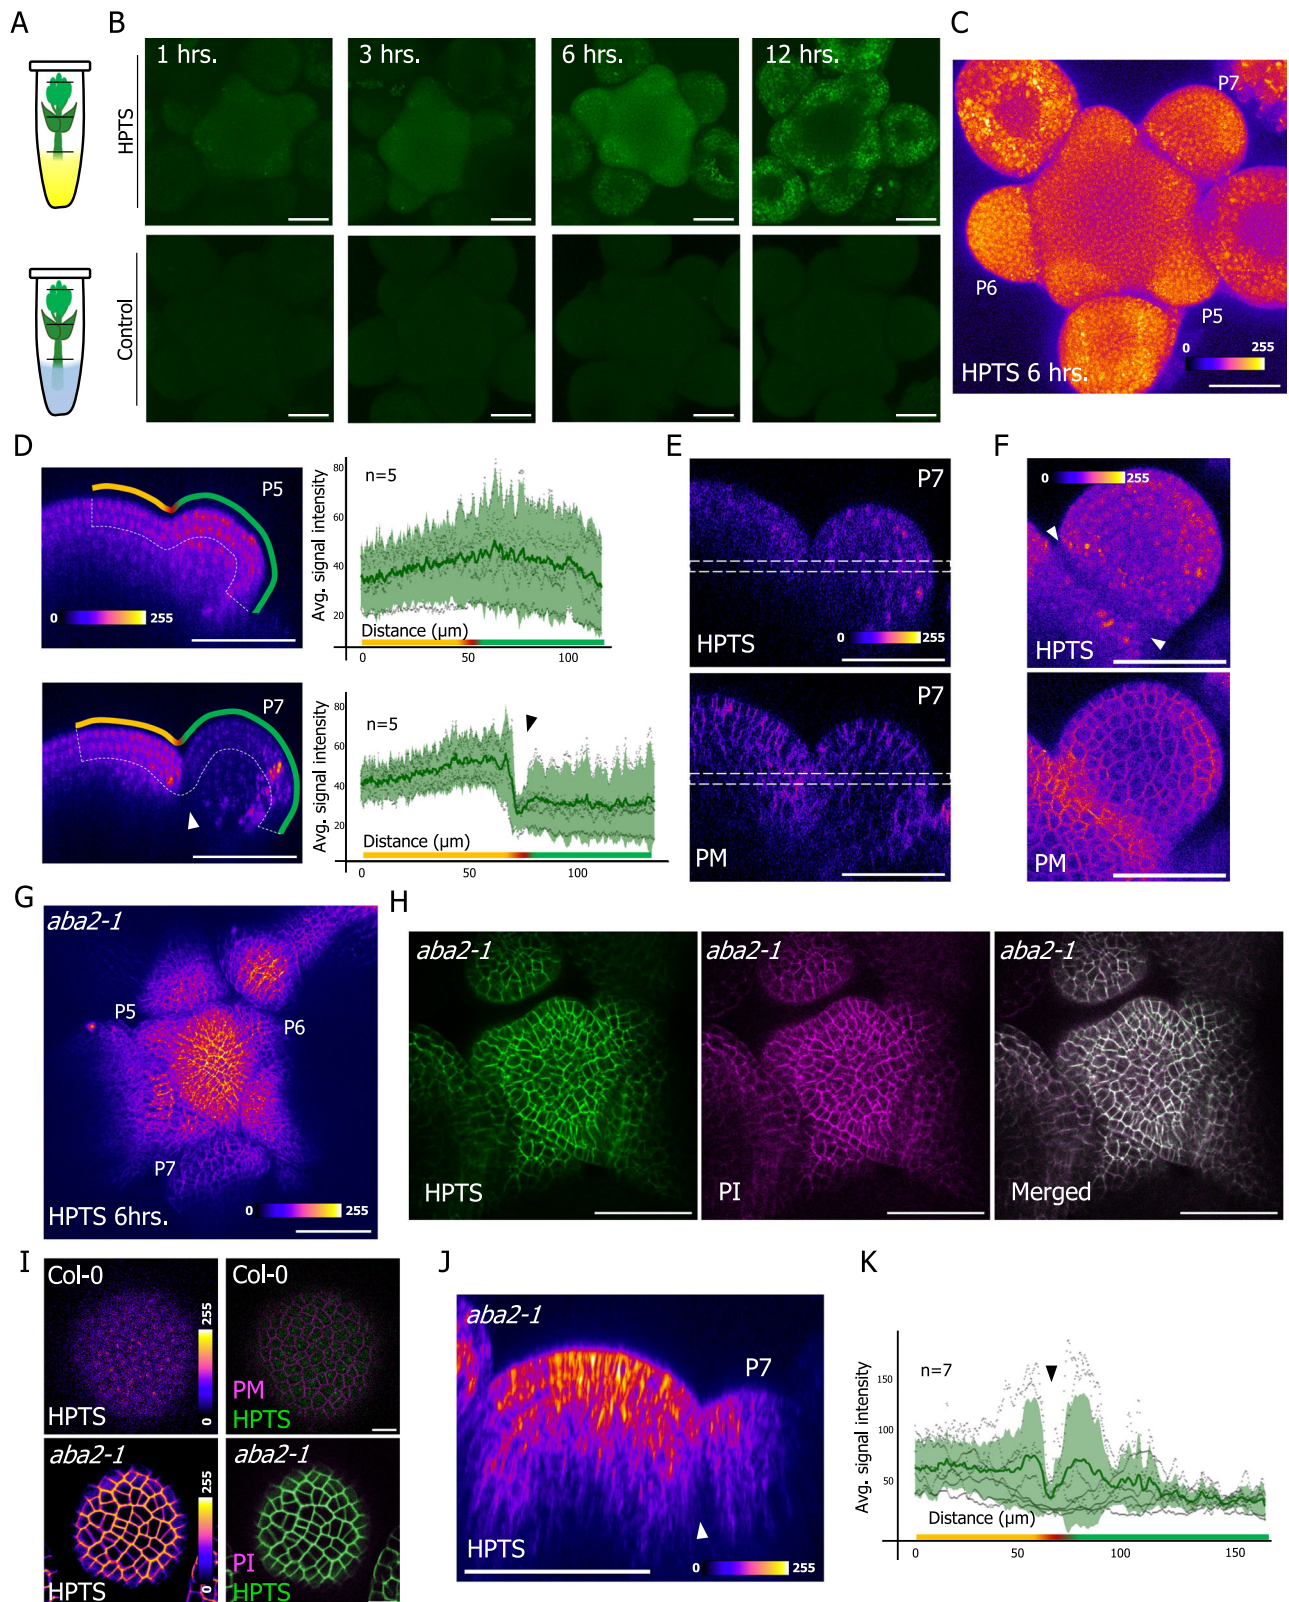 A
B
HPTS
1 hrs.
3 hrs.
6 hrs.
12 hrs.
Control
C
P7
P6
P5
0
255
HPTS 6 hrs.
D
P5
0
255
Avg. signal intensity
80
60
40
20
n=5
Distance (µm)
0
50
100
P7
Avg. signal intensity
80
60
40
20
n=5
Distance (µm)
0
50
100
E
P7
0
255
HPTS
P7
PM
F
0
255
HPTS
PM
G
aba2-1
P5
P6
P7
0
255
HPTS 6hrs.
H
aba2-1
HPTS
aba2-1
PI
aba2-1
Merged
I
Col-0
255
0
HPTS
Col-0
PM
HPTS
aba2-1
255
0
HPTS
aba2-1
PI
HPTS
J
aba2-1
P7
HPTS
0
255
K
Avg. signal intensity
150
100
50
n=7
Distance (µm)
0
50
100
150